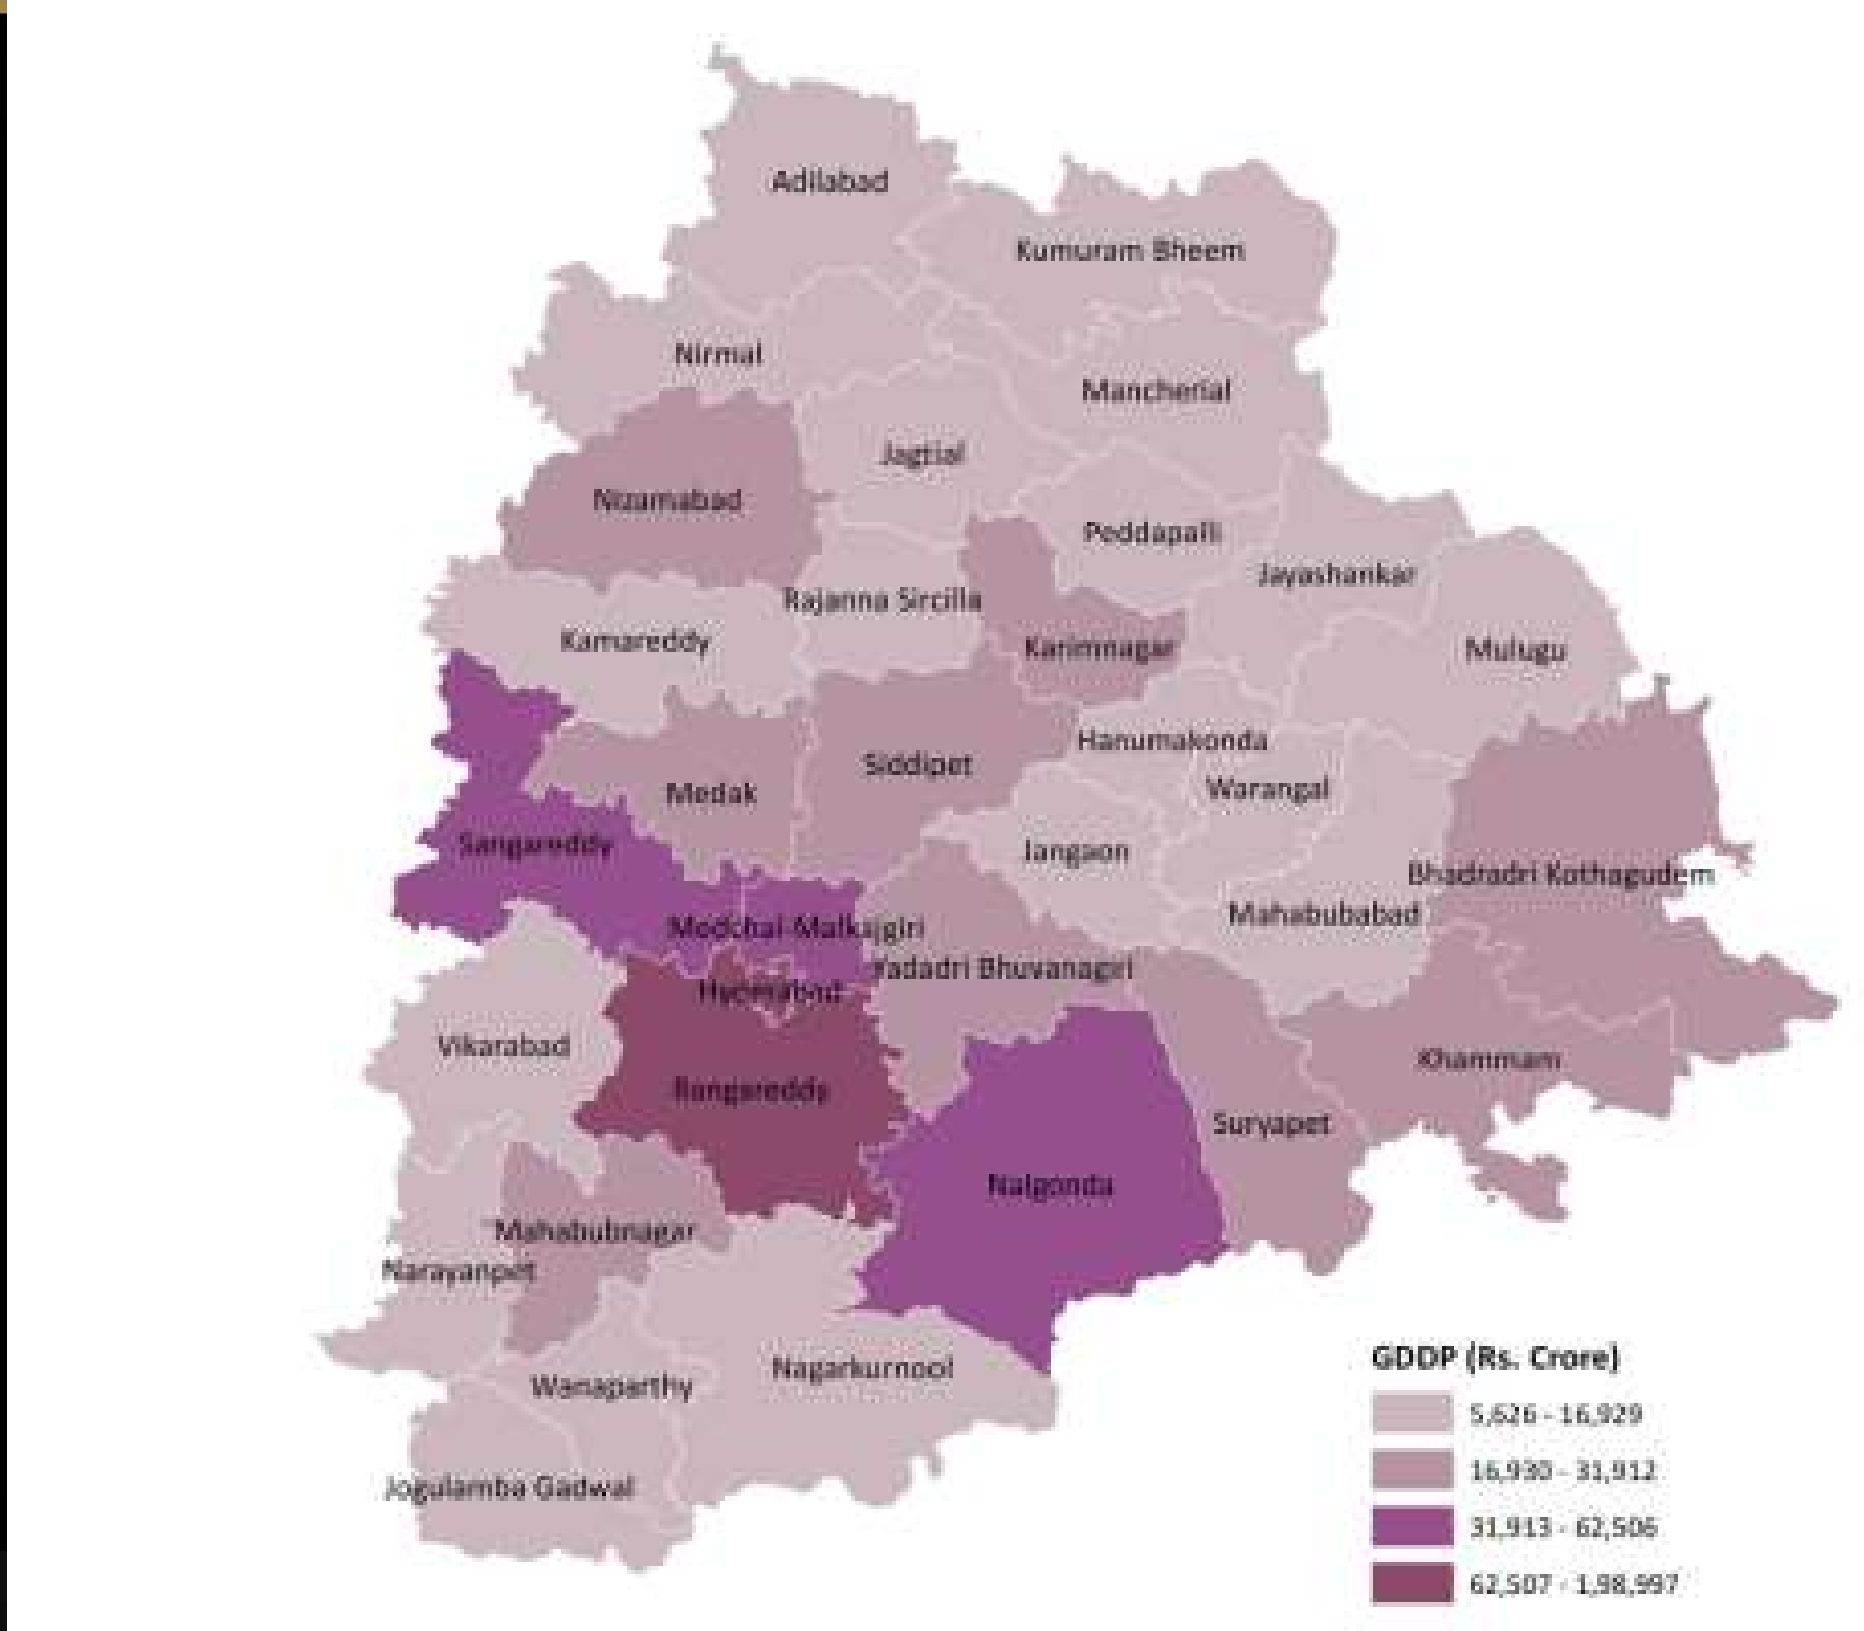 Adilabad
Kumuram Bheem
Nirmal
Mancherial
Jagtial
Nizamabad
Peddapalli
Jayashankar
Rajanna Sircilla
Kamareddy
Karimnagar
Mulugu
Hanumakonda
Siddipet
Warangal
Medak
Sangareddy
Jangaon
Bhadradri Kothagudem
Mahabubabad
Medchal-Malkajgiri
Yadadri Bhuvanagiri
Hyderabad
Vikarabad
Khammam
Rangareddy
Suryapet
Nalgonda
Mahabubnagar
Narayanpet
Nagarkurnool
Wanaparthy
Jogulamba Gadwal
GDDP (Rs. Crore)
5,626 - 16,929
16,930 - 31,912
31,913 - 62,506
62,507 - 1,98,997